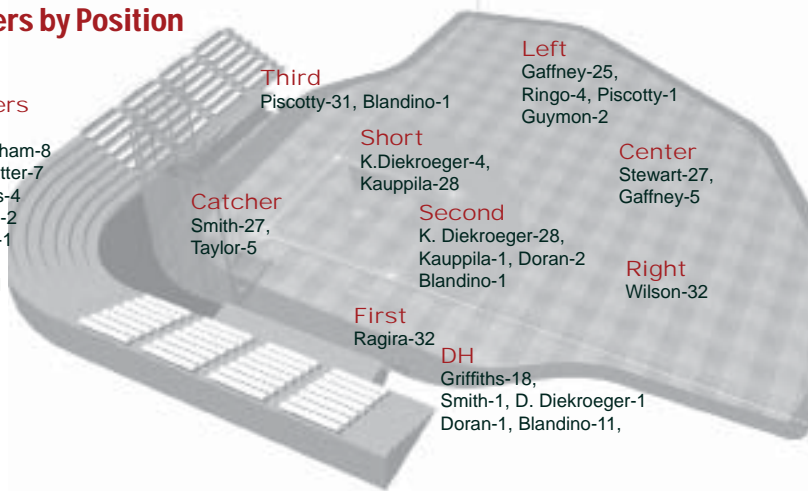 by Position
Third
Piscotty-31, Blandino-1
Left
Gaffney-25,
Ringo-4, Piscotty-1
Guymon-2
Short
K.Diekroeger-4,
Kauppila-28
Center
Stewart-27,
Gaffney-5
Catcher
Smith-27,
Taylor-5
Second
K. Diekroeger-28,
Kauppila-1, Doran-2
Blandino-1
Right
Wilson-32
First
Ragira-32
DH
Griffiths-18,
Smith-1, D. Diekroeger-1
Doran-1, Blandino-11,